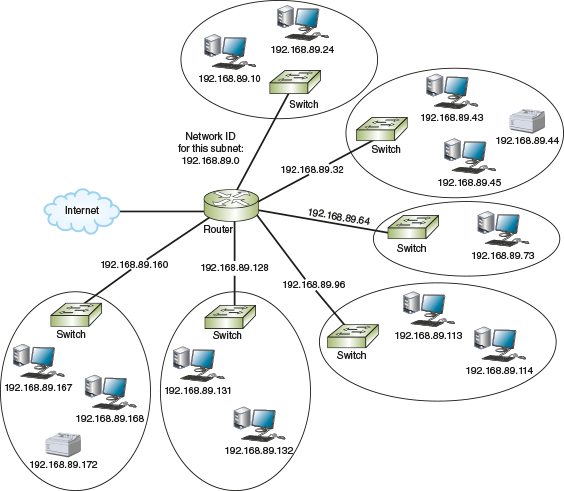 192.168.89.24
192.168.89.10
Switch
Network ID
for this subnet:
192.168.89.0
192.168.89.43
192.168.89.44
Switch
192.168.89.45
192.168.89.32
Internet
Router
192.168.89.64
Switch
192.168.89.73
192.168.89.160
192.168.89.128
192.168.89.96
Switch
192.168.89.113
192.168.89.114
Switch
192.168.89.167
192.168.89.168
192.168.89.172
Switch
192.168.89.131
192.168.89.132